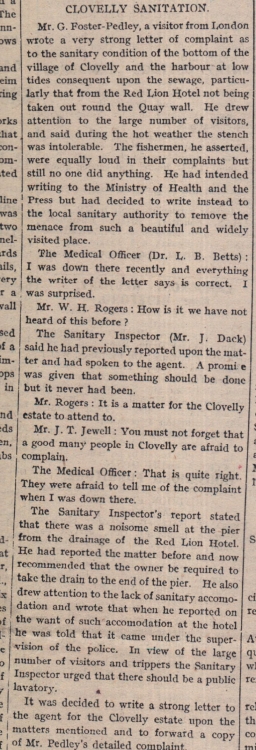 CLOVELLY SANITATION.
Mr. G. Foster-Pedley, a visitor from London
wrote a very strong letter of complaint as
to the sanitary condition of the bottom of the
village of Clovelly and the harbour at low
tides consequent upon the sewage, particu-
larly that from the Red Lion Hotel not being
taken out round the Quay wall. He drew
attention to the large number of visitors,
and said during the hot weather the stench
was intolerable. The fishermen, he asserted,
were equally loud in their complaints but
still no one did anything. He had intended
writing to the Ministry of Health and the
Press but had decided to write instead to
the local sanitary authority to remove the
menace from such a beautiful and widely
visited place.
The Medical Officer (Dr. L. B. Betts) :
I was down there recently and everything
the writer of the letter says is correct. I
was surprised.
Mr. W. H. Rogers : How is it we have not
heard of this before ?
The Sanitary Inspector (Mr. J. Dack)
said he had previously reported upon the mat-
ter and had spoken to the agent. A promi e
was given that something should be done
but it never had been.
Mr. Rogers : It is a matter for the Clovelly
estate to attend to.
Mr. J. T. Jewell : You must not forget that
a good many people in Clovelly are afraid to
complain.
The Medical Officer : That is quite right.
They were afraid to tell me of the complaint
when I was down there.
The Sanitary Inspector's report stated
that there was a noisome smell at the pier
from the drainage of the Red Lion Hotel.
He had reported the matter before and now
recommended that the owner be required to
take the drain to the end of the pier. He also
drew attention to the lack of sanitary accomo-
dation and wrote that when he reported on
the want of such accomodation at the hotel
he was told that it came under the super-
vision of the police. In view of the large
number of visitors and trippers the Sanitary
Inspector urged that there should be a public
lavatory.
It was decided to write a strong letter to
the agent for the Clovelly estate upon the
matters mentioned and to forward a copy
of Mr. Pedley's detailed complaint.